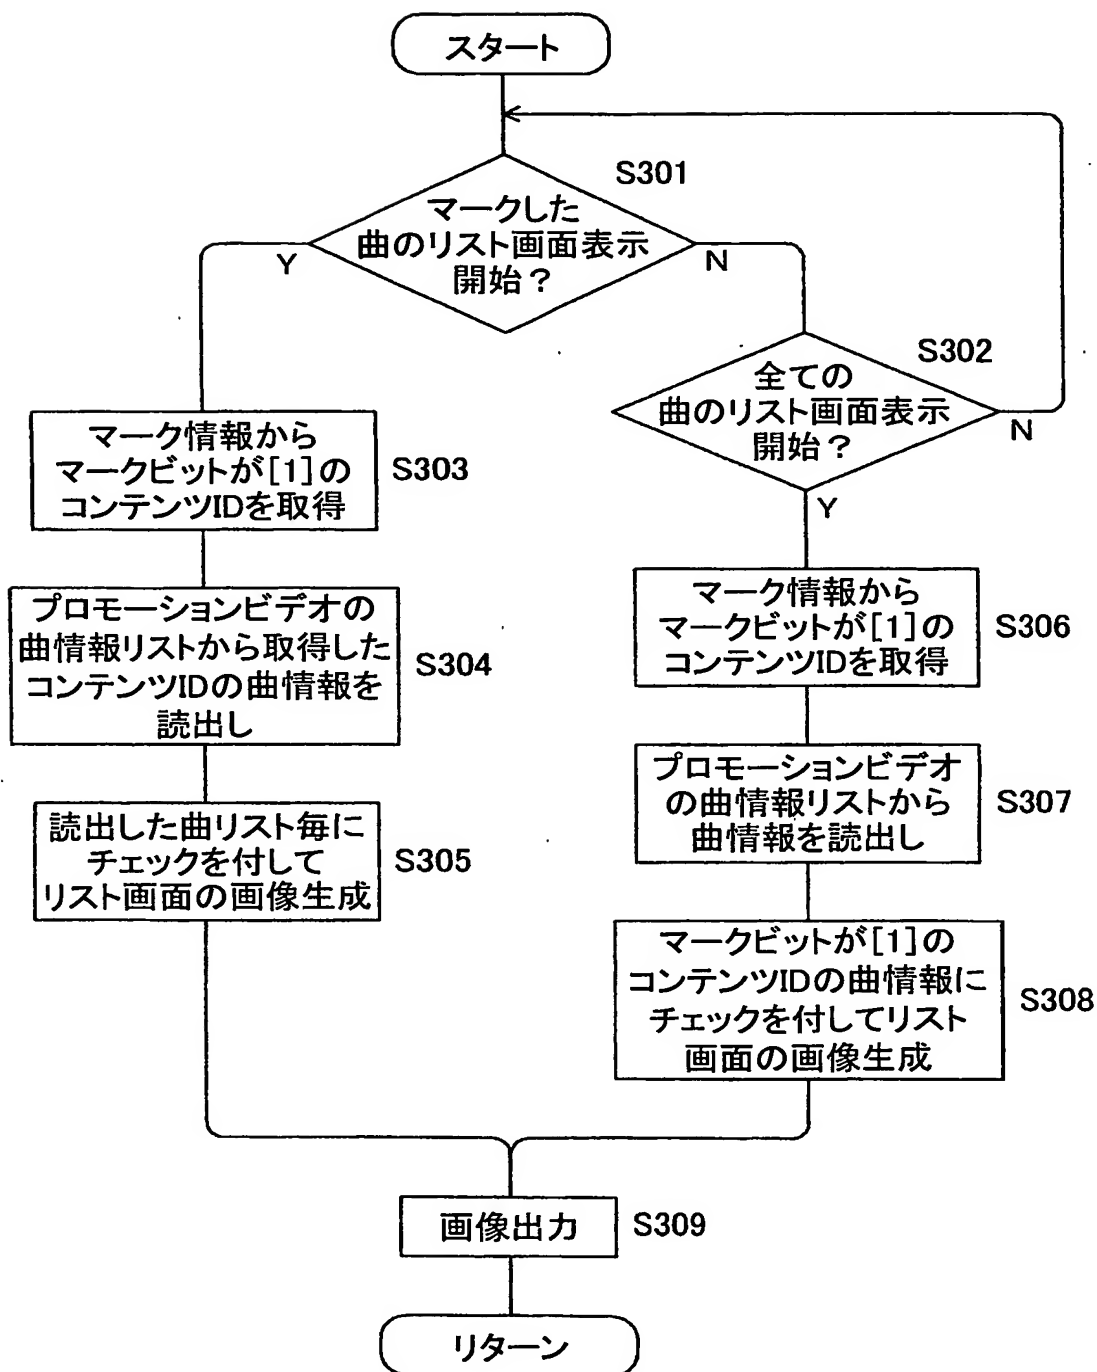 スタート
S301
マークした
曲のリスト画面表示
開始？
Y
N
S302
全ての
曲のリスト画面表示
開始？
N
Y
マーク情報から
マークビットが[1]の
コンテンツIDを取得
S303
プロモーションビデオの
曲情報リストから取得した
コンテンツIDの曲情報を
読出し
S304
読出した曲リスト毎に
チェックを付して
リスト画面の画像生成
S305
マーク情報から
マークビットが[1]の
コンテンツIDを取得
S306
プロモーションビデオ
の曲情報リストから
曲情報を読出し
S307
マークビットが[1]の
コンテンツIDの曲情報に
チェックを付してリスト
画面の画像生成
S308
画像出力
S309
リターン